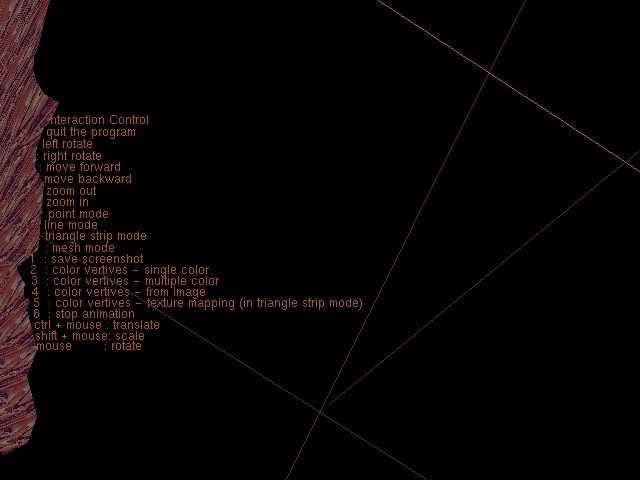 Interaction Control
quit the program
left rotate
: right rotate
: move forward
move backward
zoom out
zoom in
: point mode
line mode
triangle strip mode
: mesh mode
1 : save screenshot
2 : color vertives - single color
3 : color vertives - multiple color
4 : color vertives - from image
5 : color vertives - texture mapping (in triangle strip mode)
6 : stop animation
ctrl + mouse : translate
shift + mouse: scale
mouse : rotate